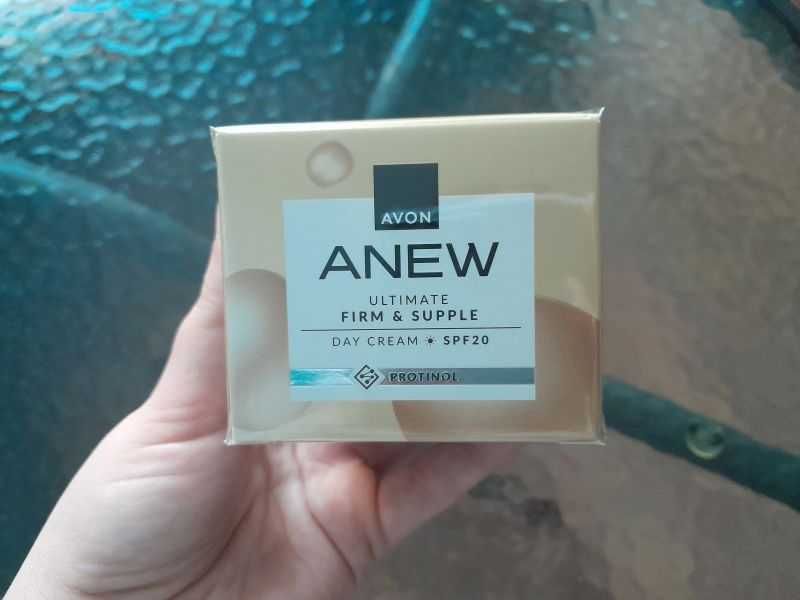 AVON
ANEW
ULTIMATE
FIRM & SUPPLE
DAY CREAM ☀ SPF20
PROTINOL